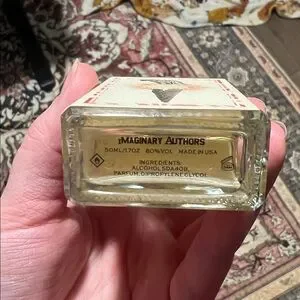 IMAGINARY AUTHORS
50ML/1.7OZ 80%VOL MADE IN USA
INGREDIENTS:
ALCOHOL SDA40B,
PARFUM, DIPROPYLENE GLYCOL